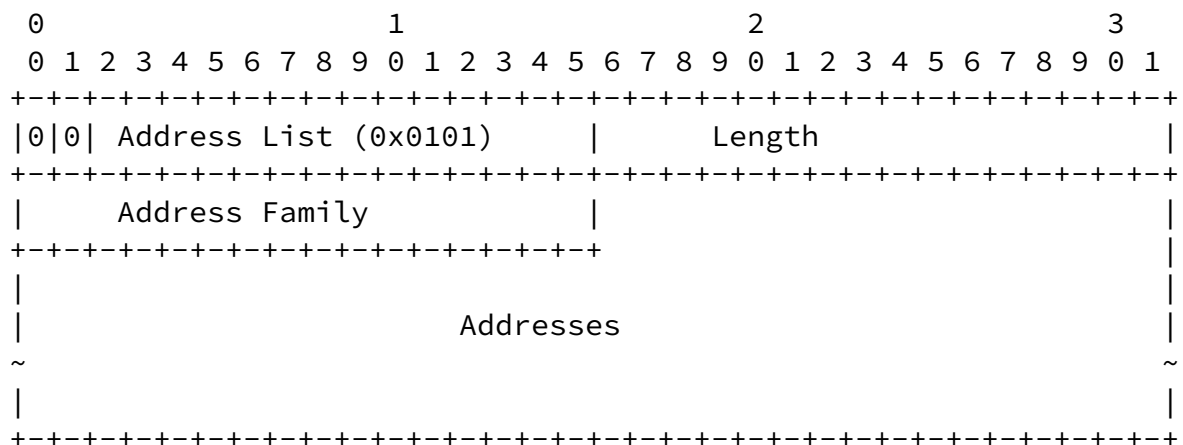 0                   1                   2                   3
 0 1 2 3 4 5 6 7 8 9 0 1 2 3 4 5 6 7 8 9 0 1 2 3 4 5 6 7 8 9 0 1
+-+-+-+-+-+-+-+-+-+-+-+-+-+-+-+-+-+-+-+-+-+-+-+-+-+-+-+-+-+-+-+-+
|0|0| Address List (0x0101)     |      Length                   |
+-+-+-+-+-+-+-+-+-+-+-+-+-+-+-+-+-+-+-+-+-+-+-+-+-+-+-+-+-+-+-+-+
|     Address Family            |                               |
+-+-+-+-+-+-+-+-+-+-+-+-+-+-+-+-+                               |
|                                                               |
|                        Addresses                              |
~                                                               ~
|                                                               |
+-+-+-+-+-+-+-+-+-+-+-+-+-+-+-+-+-+-+-+-+-+-+-+-+-+-+-+-+-+-+-+-+